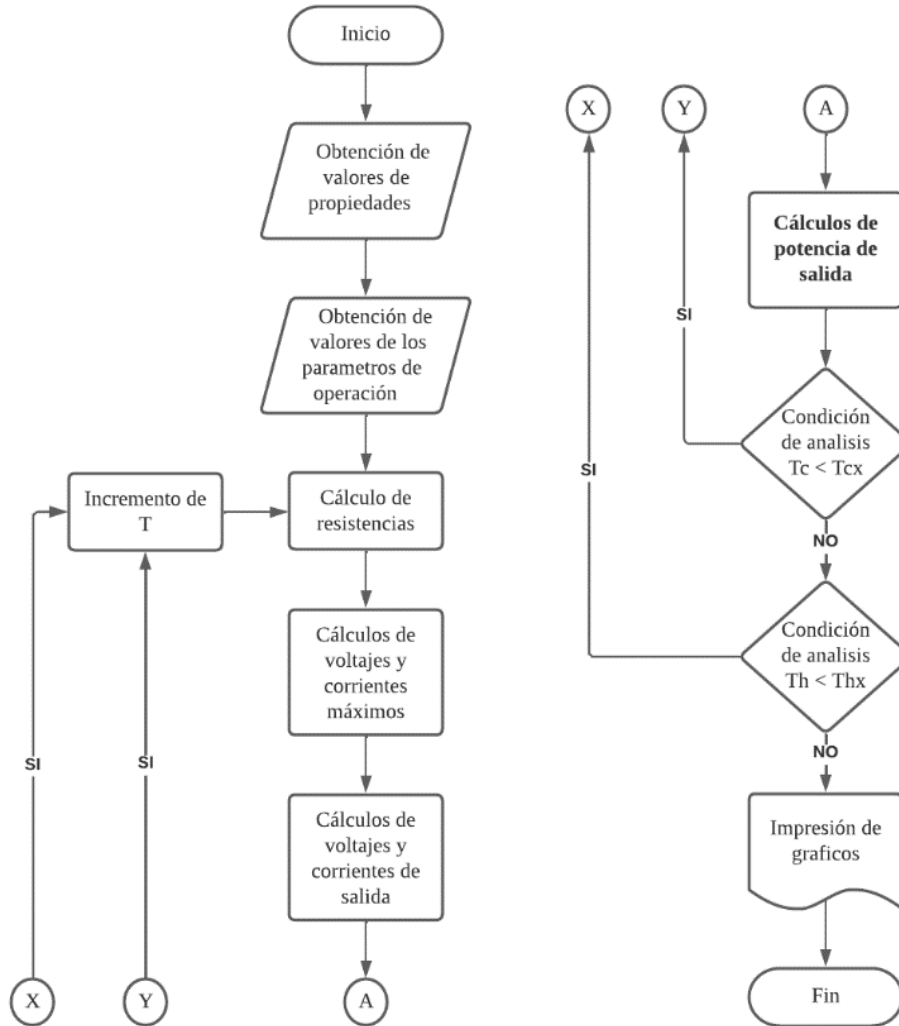 Inicio
Obtención de
valores de
propiedades
Obtención de
valores de los
parametros de
operación
Incremento de
T
Cálculo de
resistencias
Cálculos de
voltajes y
corrientes
máximos
SI
SI
Cálculos de
voltajes y
corrientes de
salida
X
Y
A
X
Y
A
Cálculos de
potencia de
salida
SI
Condición
de analisis
Tc < Tcx
SI
NO
Condición
de analisis
Th < Thx
NO
Impresión de
graficos
Fin